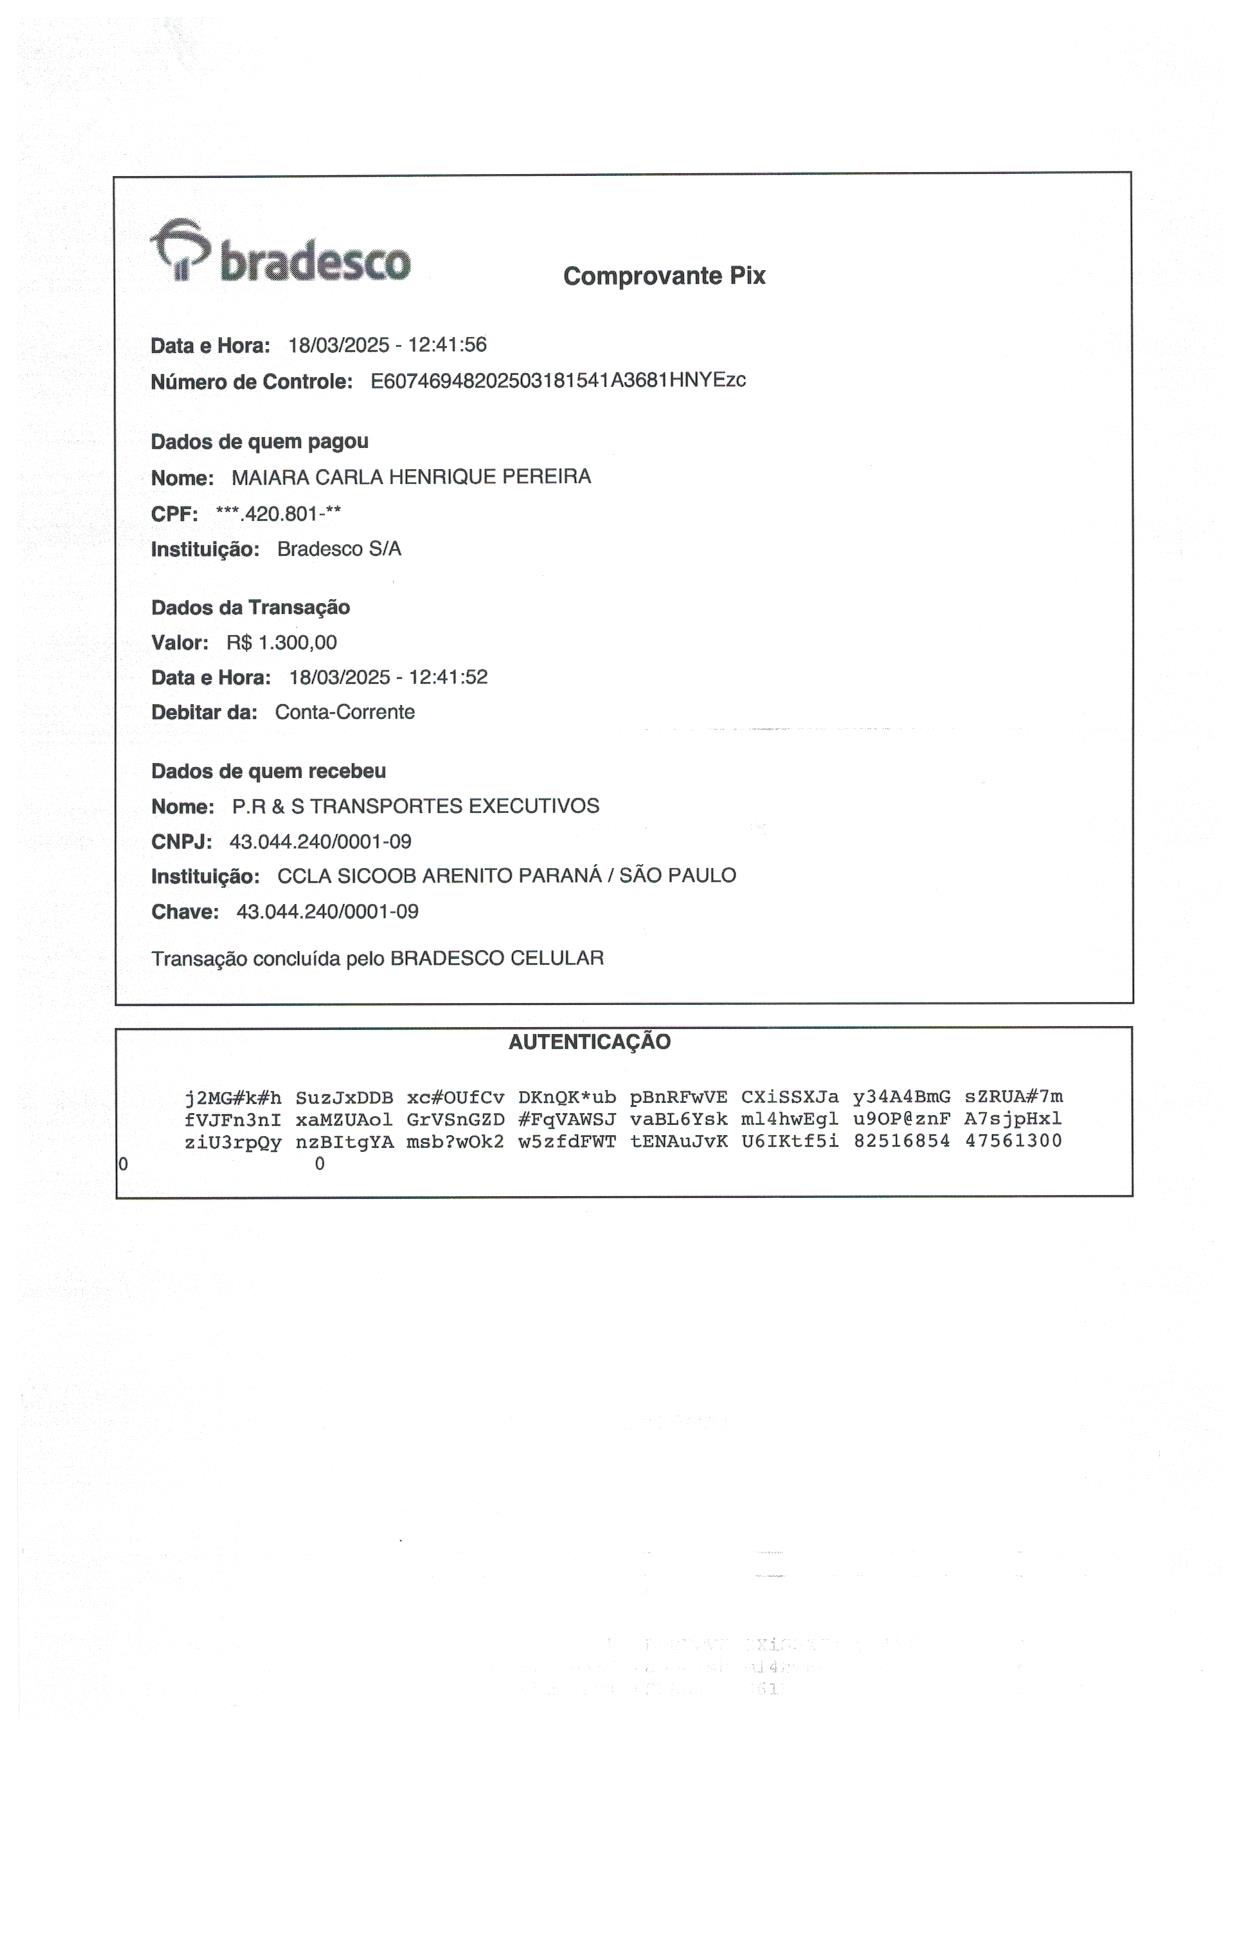 bradesco
Comprovante Pix
Data e Hora: 18/03/2025 - 12:41:56
Número de Controle: E60746948202503181541A3681HNYEzc
Dados de quem pagou
Nome: MAIARA CARLA HENRIQUE PEREIRA
CPF: ***.420.801-**
Instituição: Bradesco S/A
Dados da Transação
Valor: R$ 1.300,00
Data e Hora: 18/03/2025 - 12:41:52
Debitar da: Conta-Corrente
Dados de quem recebeu
Nome: P.R & S TRANSPORTES EXECUTIVOS
CNPJ: 43.044.240/0001-09
Instituição: CCLA SICOOB ARENITO PARANÁ / SÃO PAULO
Chave: 43.044.240/0001-09
Transação concluída pelo BRADESCO CELULAR
AUTENTICAÇÃO
j2MG#k#h SuzJxDDB xc#OUfCv DKnQK*ub pBnRFwVE CXiSSXJa y34A4BmG sZRUA#7m
fVJFn3nI xaMZUAol GrVSnGZD #FqVAWSJ vaBL6Ysk ml4hwEgl u9OP@znF A7sjpHxl
ziU3rpQy nzBItgYA msb?wOk2 w5zfdFWT tENAuJvK U6IKtf5i 82516854 47561300
0 0